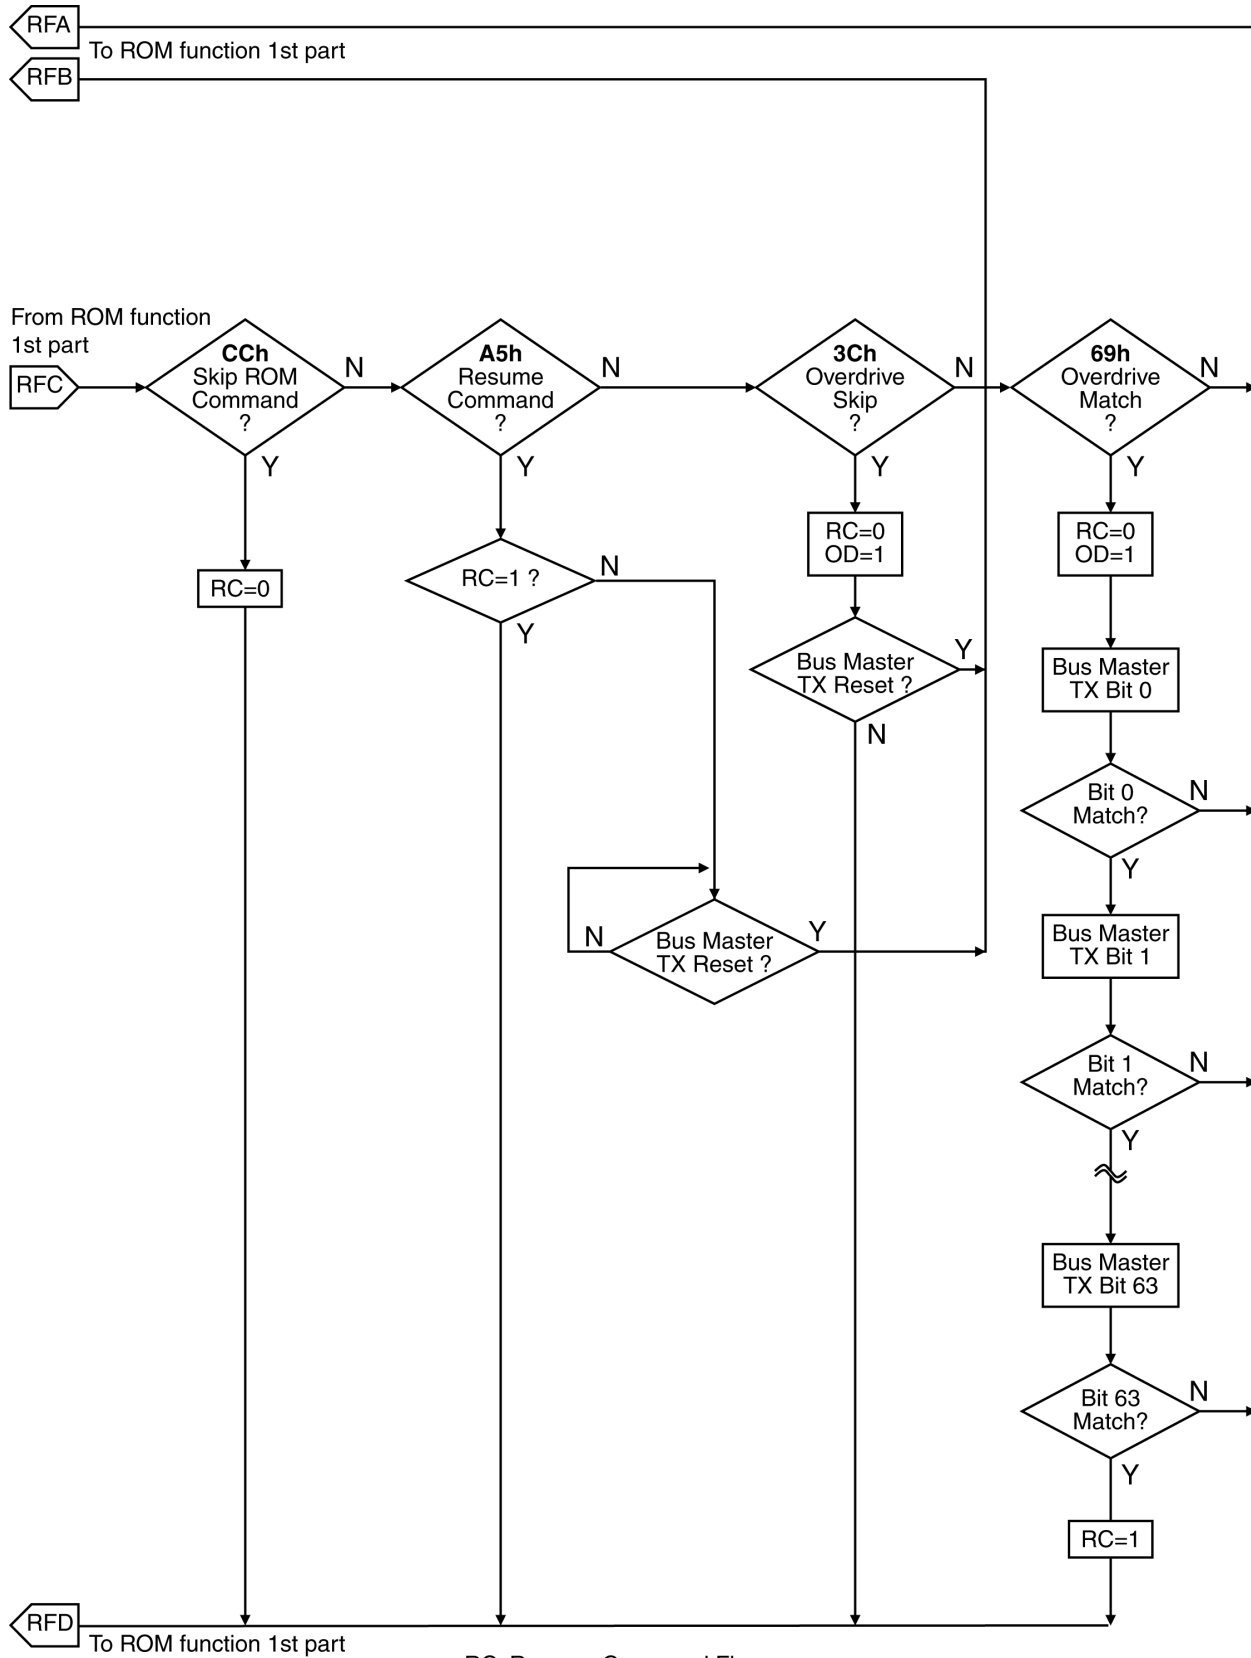 RFA
To ROM function 1st part
RFB
From ROM function
1st part
RFC
CCh
Skip ROM
Command
?
N
Y
A5h
Resume
Command
?
N
Y
3Ch
Overdrive
Skip
?
N
Y
69h
Overdrive
Match
?
N
Y
RC=0
RC=1 ?
N
Y
RC=0
OD=1
Bus Master
TX Reset ?
Y
N
RC=0
OD=1
Bus Master
TX Bit 0
Bit 0
Match?
N
Y
Bus Master
TX Reset ?
N
Y
Bus Master
TX Bit 1
Bit 1
Match?
N
Y
Bus Master
TX Bit 63
Bit 63
Match?
N
Y
RC=1
RFD
To ROM function 1st part